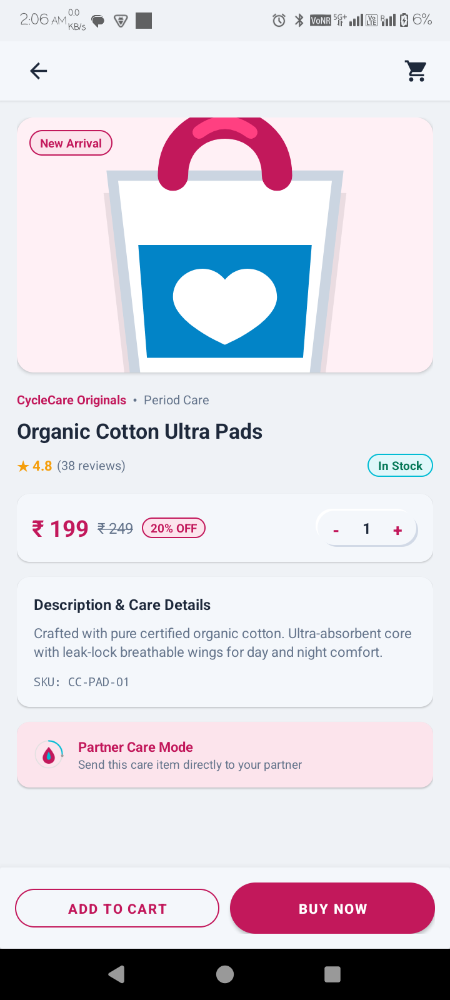 2:06 AM 0.0 KB/s VoNR 5G+ Vo LTE R 6%
New Arrival
CycleCare Originals • Period Care
Organic Cotton Ultra Pads
★ 4.8 (38 reviews)
In Stock
₹ 199 ₹ 249 20% OFF - 1 +
Description & Care Details
Crafted with pure certified organic cotton. Ultra-absorbent core
with leak-lock breathable wings for day and night comfort.
SKU: CC-PAD-01
Partner Care Mode
Send this care item directly to your partner
ADD TO CART BUY NOW